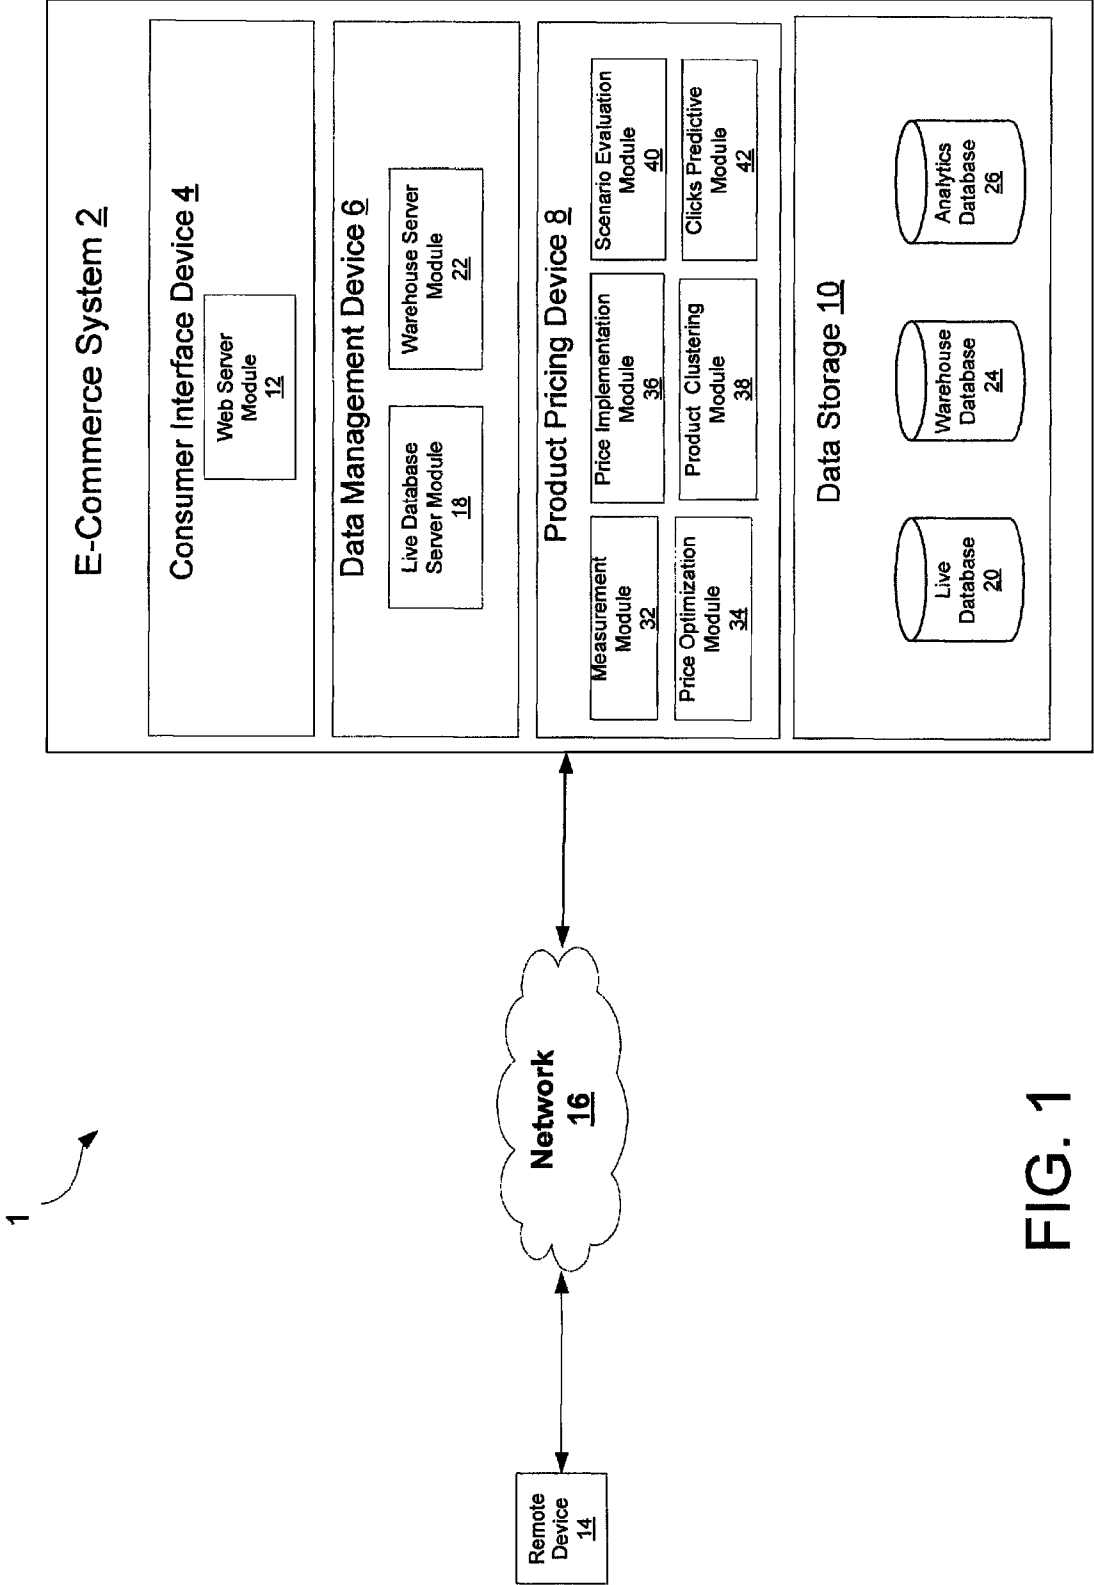 1
E-Commerce System 2
Consumer Interface Device 4
Web Server
Module
12
Data Management Device 6
Live Database
Server Module
18
Warehouse Server
Module
22
Product Pricing Device 8
Measurement
Module
32
Price Implementation
Module
36
Scenario Evaluation
Module
40
Price Optimization
Module
34
Product Clustering
Module
38
Clicks Predictive
Module
42
Data Storage 10
Live
Database
20
Warehouse
Database
24
Analytics
Database
26
Remote
Device
14
Network
16
FIG. 1